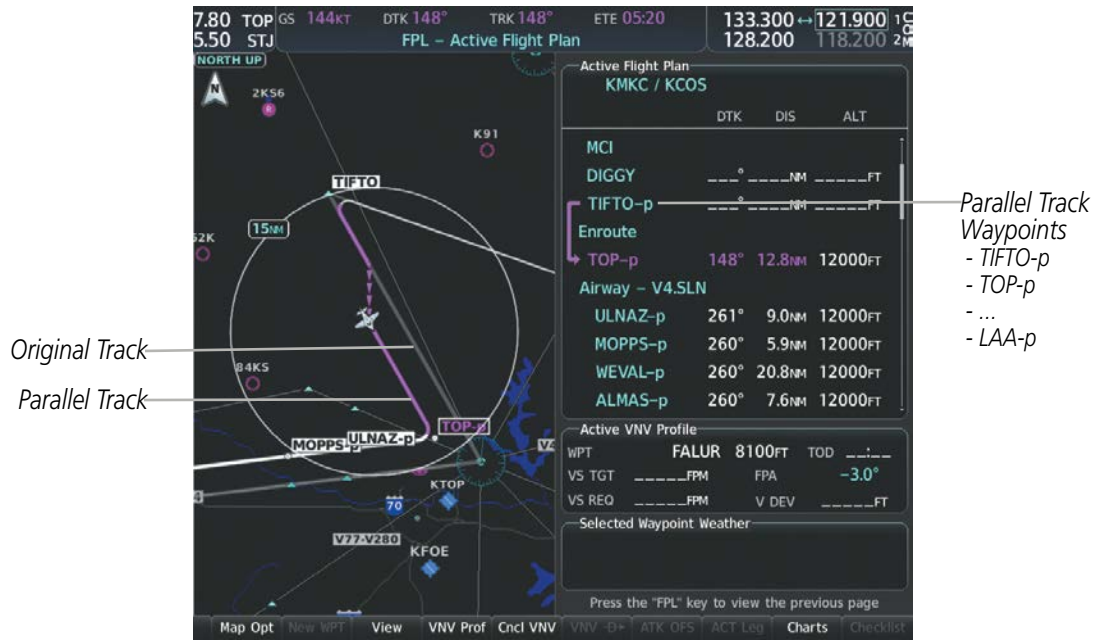 7.80 TOP GS 144KT DTK 148° TRK 148° ETE 05:20 133.300 ↔ 121.900 1
5.50 STJ FPL – Active Flight Plan 128.200 118.200 2
NORTH UP
N
2KS6
R
K91
TIFTO
15NM
52K
84KS
TOP-p
ULNAZ-p
MOPPS-p
V4
4
KTOP
70
V77-V280
KFOE
Active Flight Plan
KMKC / KCOS
DTK DIS ALT
MCI
DIGGY ___° ____NM _____FT
TIFTO-p ___° ____NM _____FT
Enroute
TOP-p 148° 12.8NM 12000FT
Airway – V4.SLN
ULNAZ-p 261° 9.0NM 12000FT
MOPPS-p 260° 5.9NM 12000FT
WEVAL-p 260° 20.8NM 12000FT
ALMAS-p 260° 7.6NM 12000FT
Active VNV Profile
WPT FALUR 8100FT TOD __:__
VS TGT _____FPM FPA -3.0°
VS REQ _____FPM V DEV _____FT
Selected Waypoint Weather
Press the "FPL" key to view the previous page
Map Opt New WPT View VNV Prof Cncl VNV VNV -D-> ATK OFS ACT Leg Charts Checklist
Original Track
Parallel Track
Parallel Track
Waypoints
- TIFTO-p
- TOP-p
- ...
- LAA-p